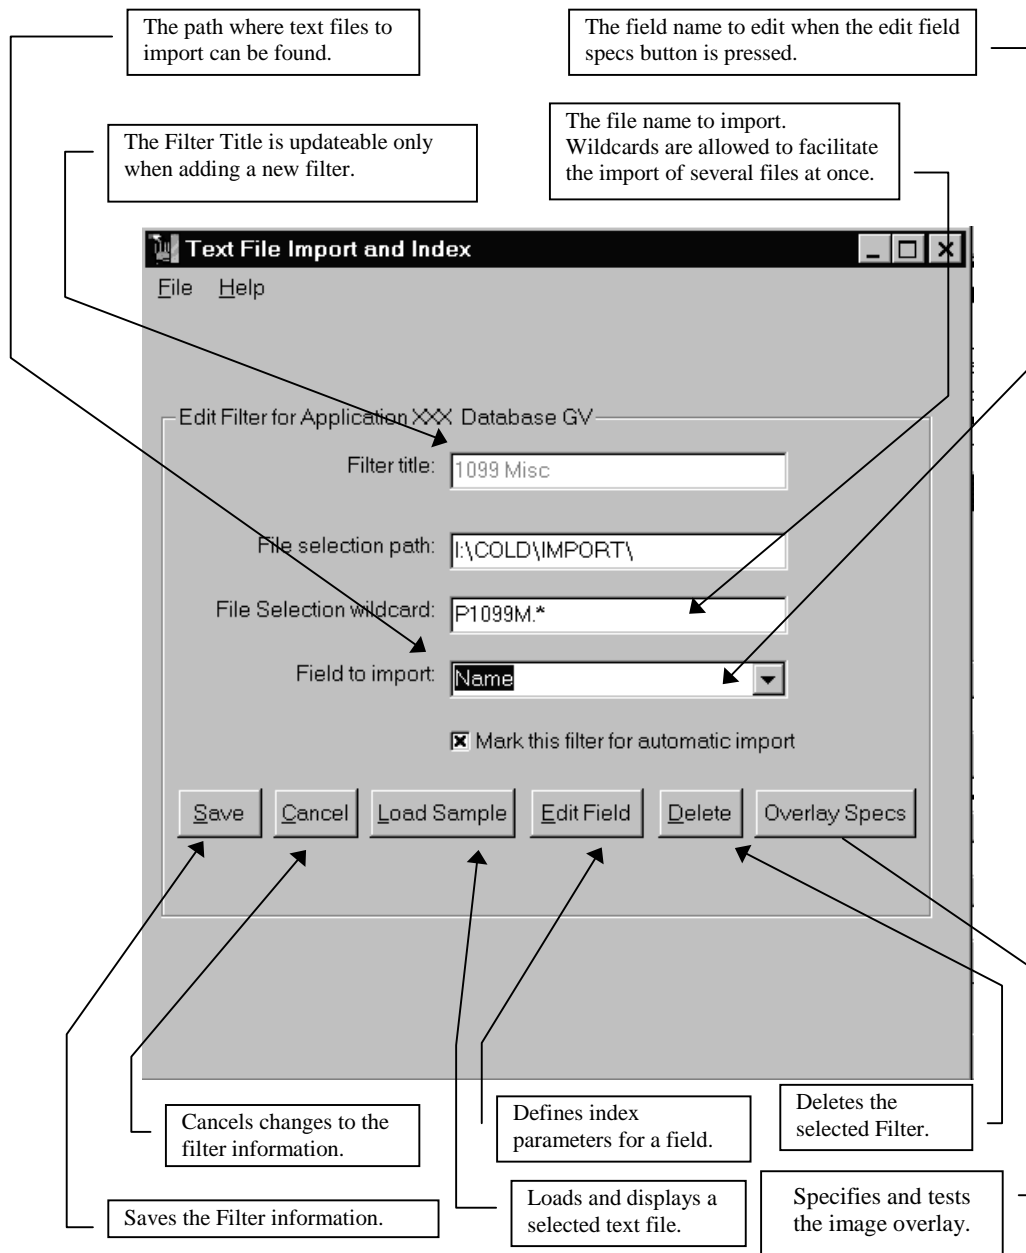 The path where text files to
import can be found.
The field name to edit when the edit field
specs button is pressed.
The Filter Title is updateable only
when adding a new filter.
The file name to import.
Wildcards are allowed to facilitate
the import of several files at once.
Text File Import and Index
File Help
Edit Filter for Application XXX Database GV
Filter title: 1099 Misc
File selection path: I:\COLD\IMPORT\
File Selection wildcard: P1099M.*
Field to import: Name
Mark this filter for automatic import
Save Cancel Load Sample Edit Field Delete Overlay Specs
Cancels changes to the
filter information.
Defines index
parameters for a field.
Deletes the
selected Filter.
Saves the Filter information.
Loads and displays a
selected text file.
Specifies and tests
the image overlay.